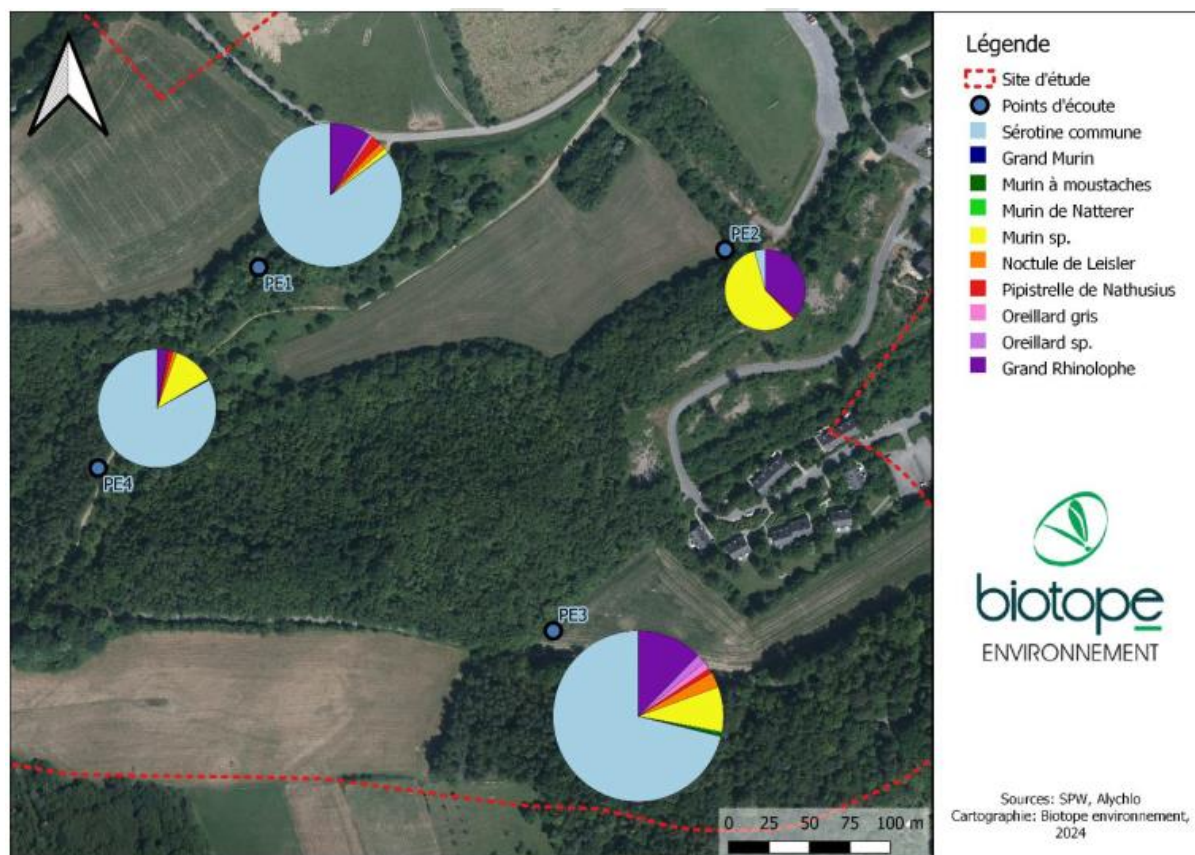 Légende
Site d'étude
Points d'écoute
Sérotine commune
Grand Murin
Murin à moustaches
Murin de Natterer
Murin sp.
Noctule de Leisler
Pipistrelle de Nathusius
Oreillard gris
Oreillard sp.
Grand Rhinolophe
PE1
PE2
PE4
PE3
biotope
ENVIRONNEMENT
0 25 50 75 100 m
Sources: SPW, Alychlo
Cartographie: Biotope environnement,
2024